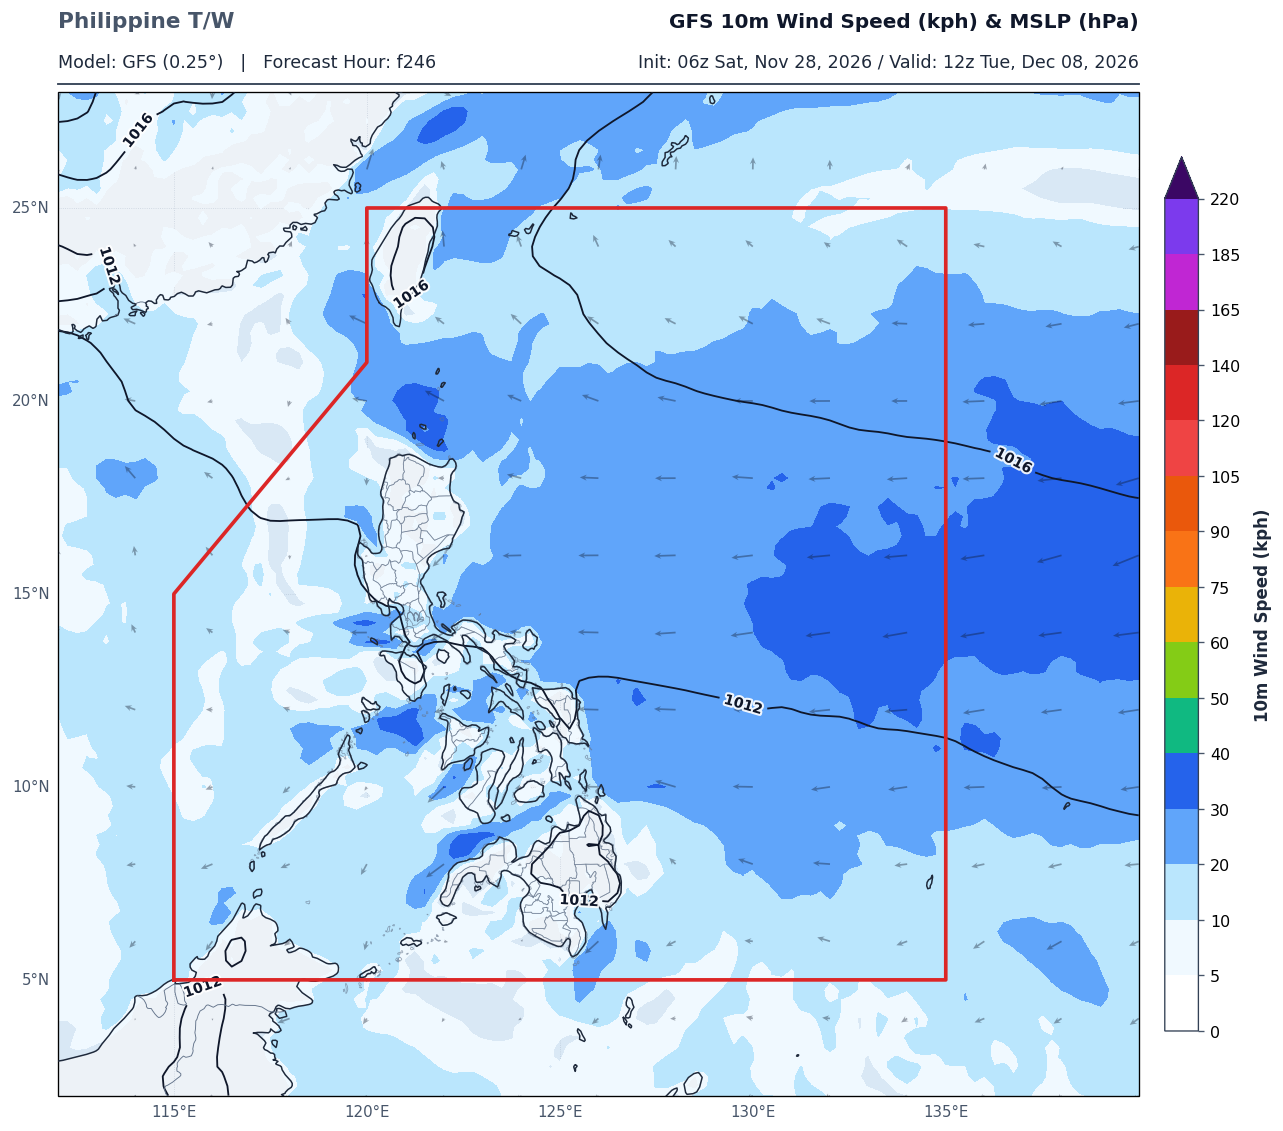 Philippine T/W
GFS 10m Wind Speed (kph) & MSLP (hPa)
Model: GFS (0.25°)   |   Forecast Hour: f246
Init: 06z Sat, Nov 28, 2026 / Valid: 12z Tue, Dec 08, 2026
1016
1012
1016
1016
1012
1012
1012
25°N
20°N
15°N
10°N
5°N
115°E
120°E
125°E
130°E
135°E
220
185
165
140
120
105
90
75
60
50
40
30
20
10
5
0
10m Wind Speed (kph)